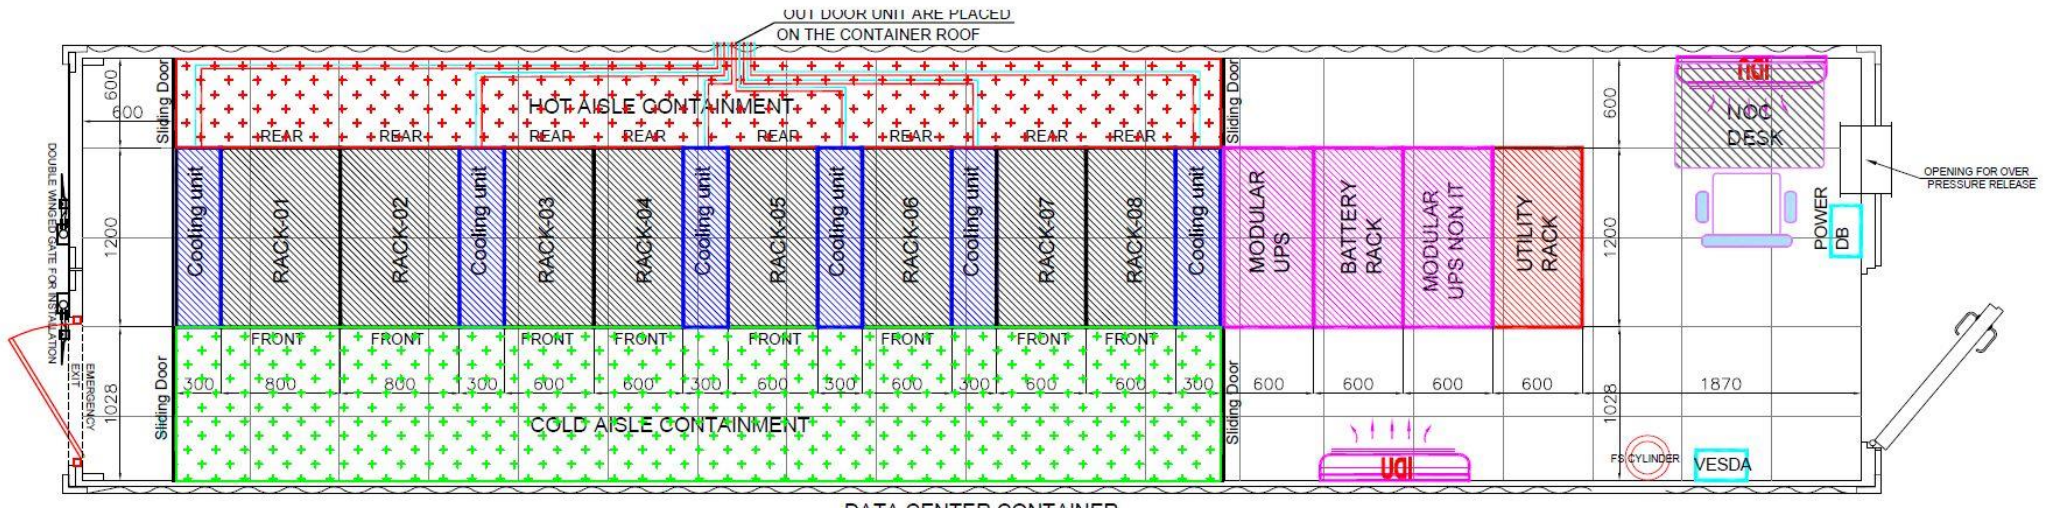 OUT DOOR UNIT ARE PLACED
ON THE CONTAINER ROOF
Sliding Door
Sliding Door
600
600
HOT AISLE CONTAINMENT
REAR
REAR
REAR
REAR
REAR
REAR
REAR
REAR
600
IDU
NOC
DESK
DOUBLE WINGED GATE FOR INSTALLATION
1200
Cooling unit
RACK-01
RACK-02
Cooling unit
RACK-03
RACK-04
Cooling unit
RACK-05
Cooling unit
RACK-06
Cooling unit
RACK-07
RACK-08
Cooling unit
MODULAR
UPS
BATTERY
RACK
MODULAR
UPS NON IT
UTILITY
RACK
1200
POWER
DB
OPENING FOR OVER
PRESSURE RELEASE
FRONT
FRONT
FRONT
FRONT
FRONT
FRONT
FRONT
FRONT
EMERGENCY
EXIT
1028
Sliding Door
300
800
800
300
600
600
300
600
300
600
300
600
600
300
Sliding Door
600
600
600
600
1028
1870
COLD AISLE CONTAINMENT
IDU
FS CYLINDER
VESDA
DATA CENTER CONTAINER